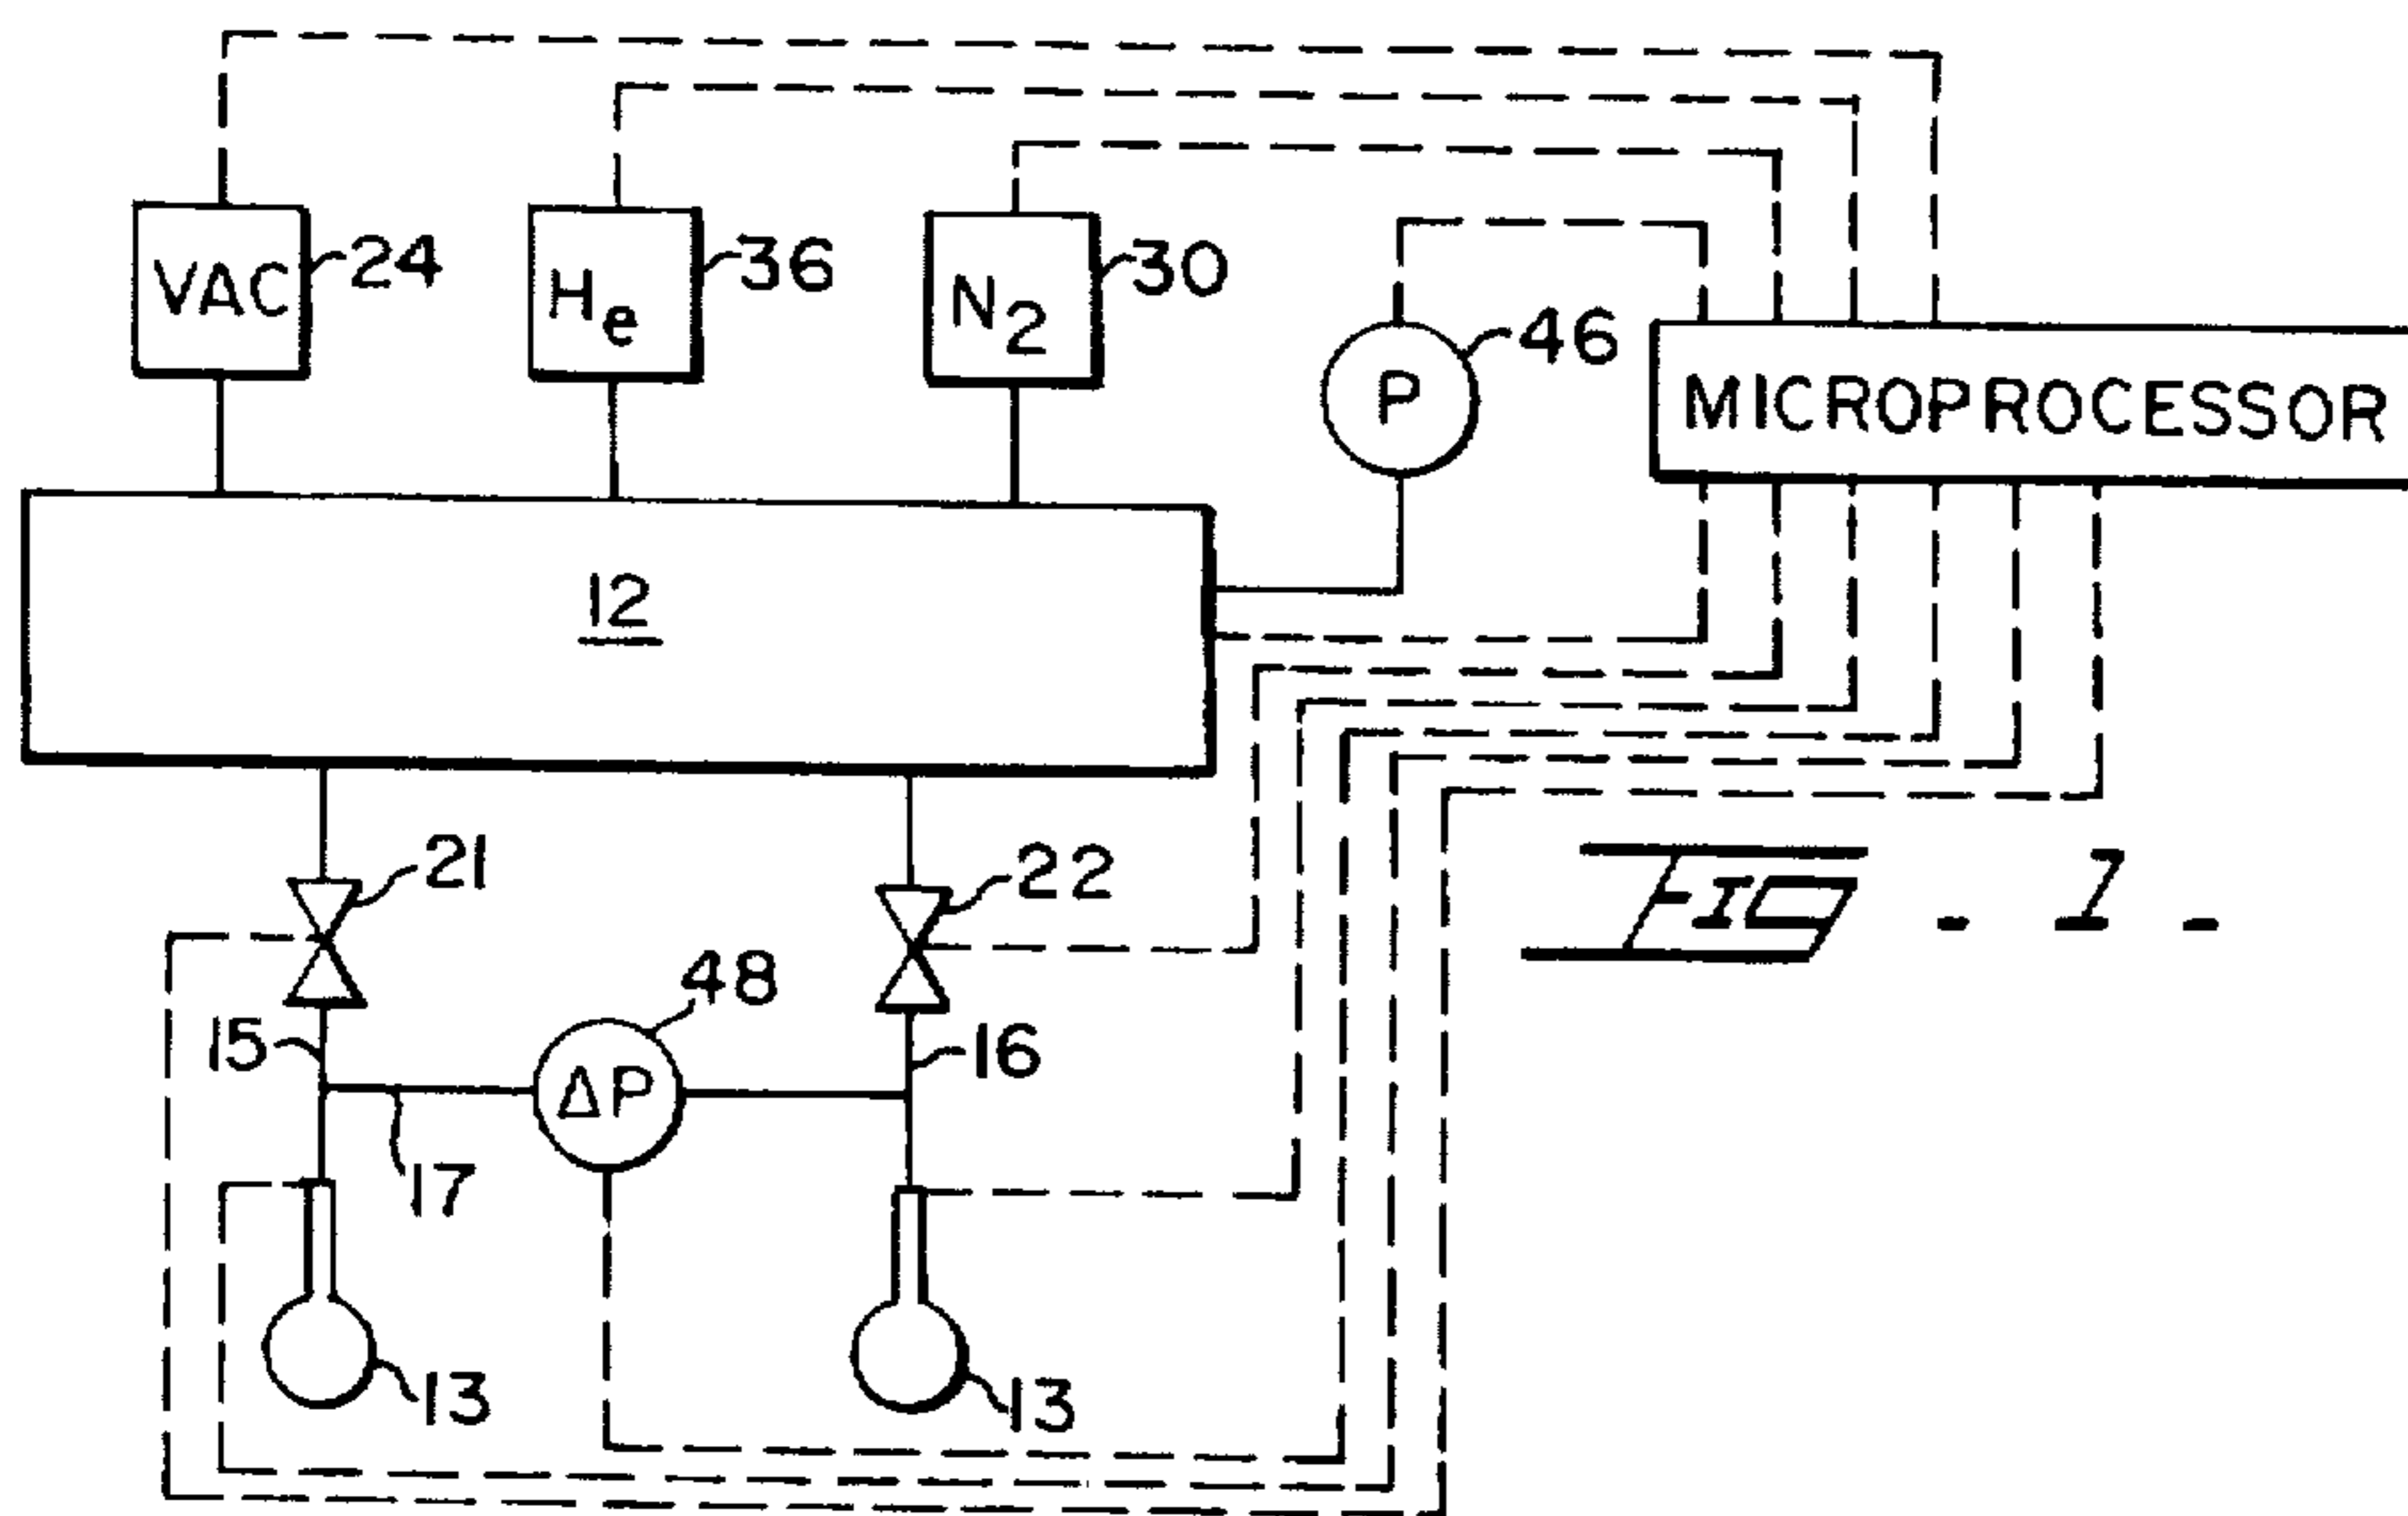 VAC
24
He
36
N2
30
P
46
MICROPROCESSOR
12
21
22
48
15
ΔP
16
17
13
13
FIG - 1 -